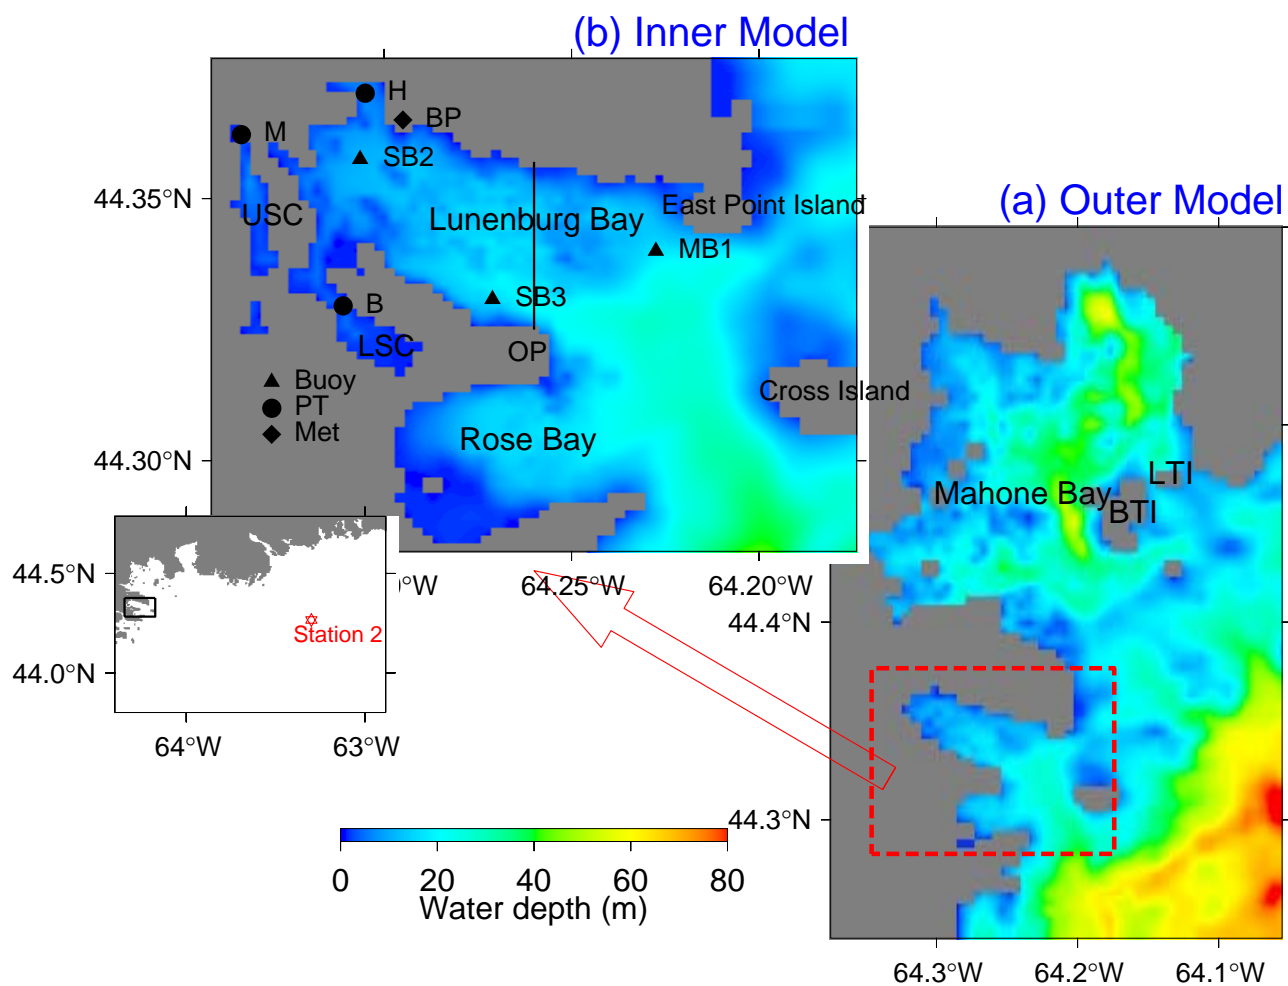 (b) Inner Model
H
BP
M
SB2
44.35°N
USC
Lunenburg Bay
East Point Island
(a) Outer Model
MB1
SB3
B
LSC
OP
Buoy
PT
Met
Cross Island
Rose Bay
44.30°N
Mahone Bay
LTI
BTI
64.25°W
64.20°W
44.5°N
Station 2
44.0°N
64°W
63°W
44.4°N
44.3°N
0
20
40
60
80
Water depth (m)
64.3°W
64.2°W
64.1°W